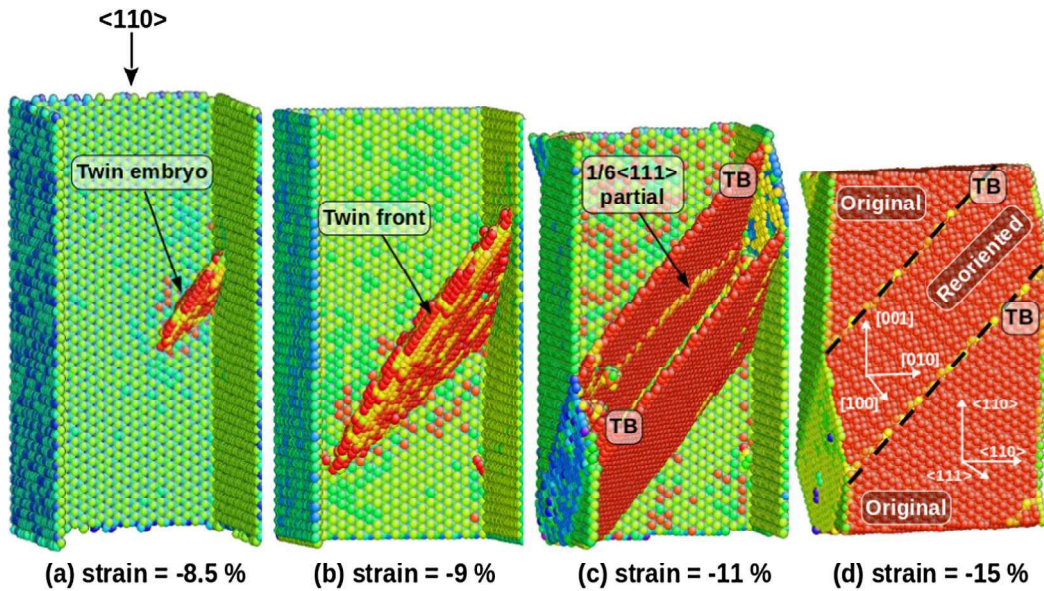 <110>
Twin embryo
Twin front
1/6<111>
partial
TB
TB
Original
TB
Reoriented
TB
[001]
[010]
[100]
<110>
<110>
<111>
Original
(a) strain = -8.5 %
(b) strain = -9 %
(c) strain = -11 %
(d) strain = -15 %